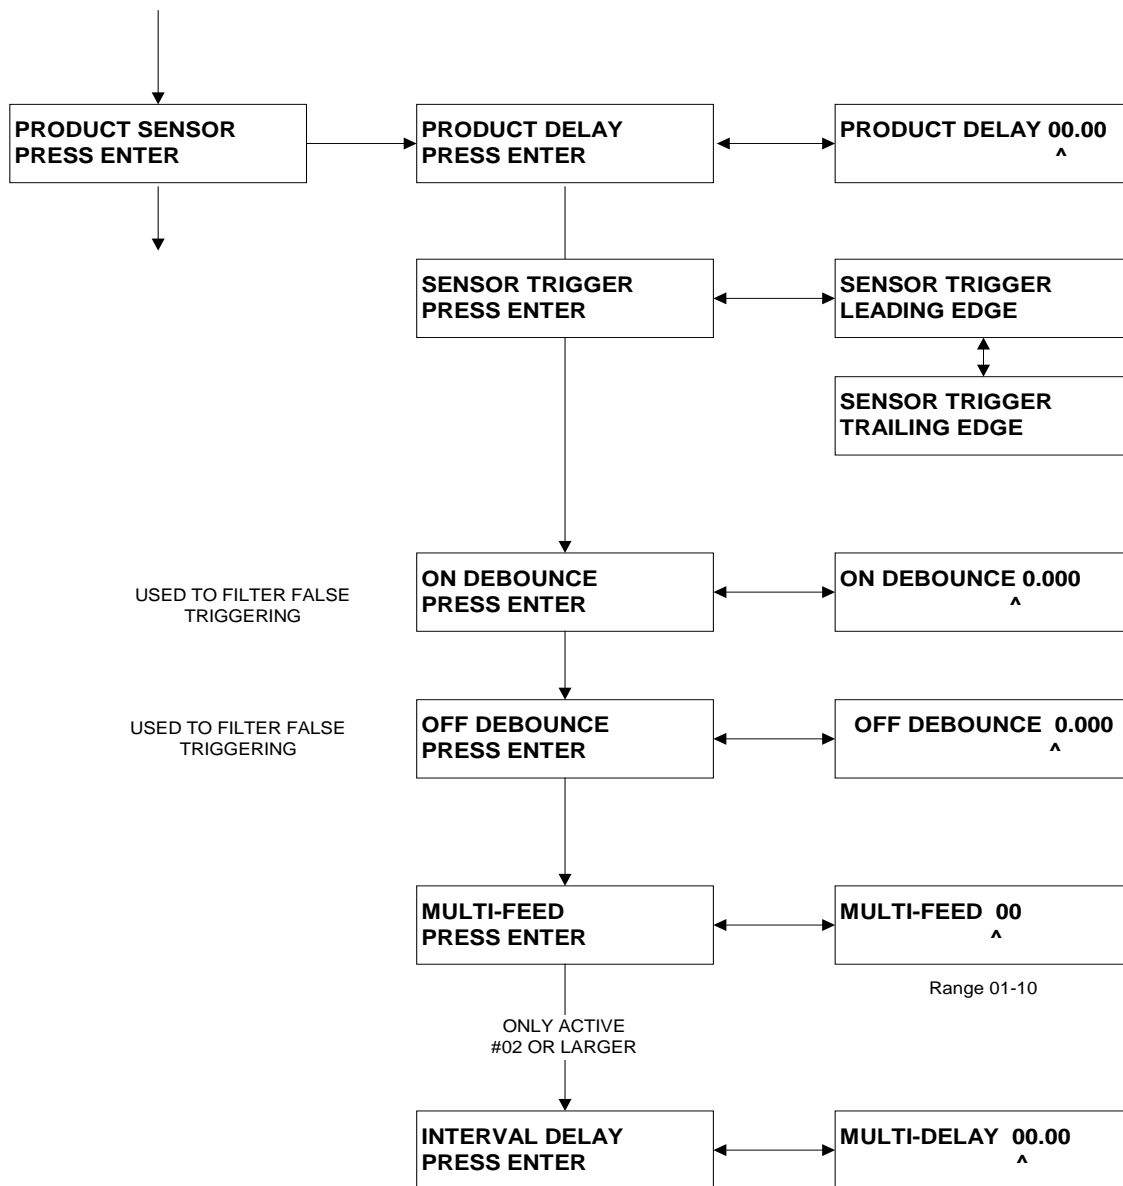 PRODUCT SENSOR
PRESS ENTER
PRODUCT DELAY
PRESS ENTER
PRODUCT DELAY 00.00
^
SENSOR TRIGGER
PRESS ENTER
SENSOR TRIGGER
LEADING EDGE
SENSOR TRIGGER
TRAILING EDGE
USED TO FILTER FALSE
TRIGGERING
ON DEBOUNCE
PRESS ENTER
ON DEBOUNCE 0.000
^
USED TO FILTER FALSE
TRIGGERING
OFF DEBOUNCE
PRESS ENTER
OFF DEBOUNCE 0.000
^
MULTI-FEED
PRESS ENTER
MULTI-FEED 00
^
Range 01-10
ONLY ACTIVE
#02 OR LARGER
INTERVAL DELAY
PRESS ENTER
MULTI-DELAY 00.00
^